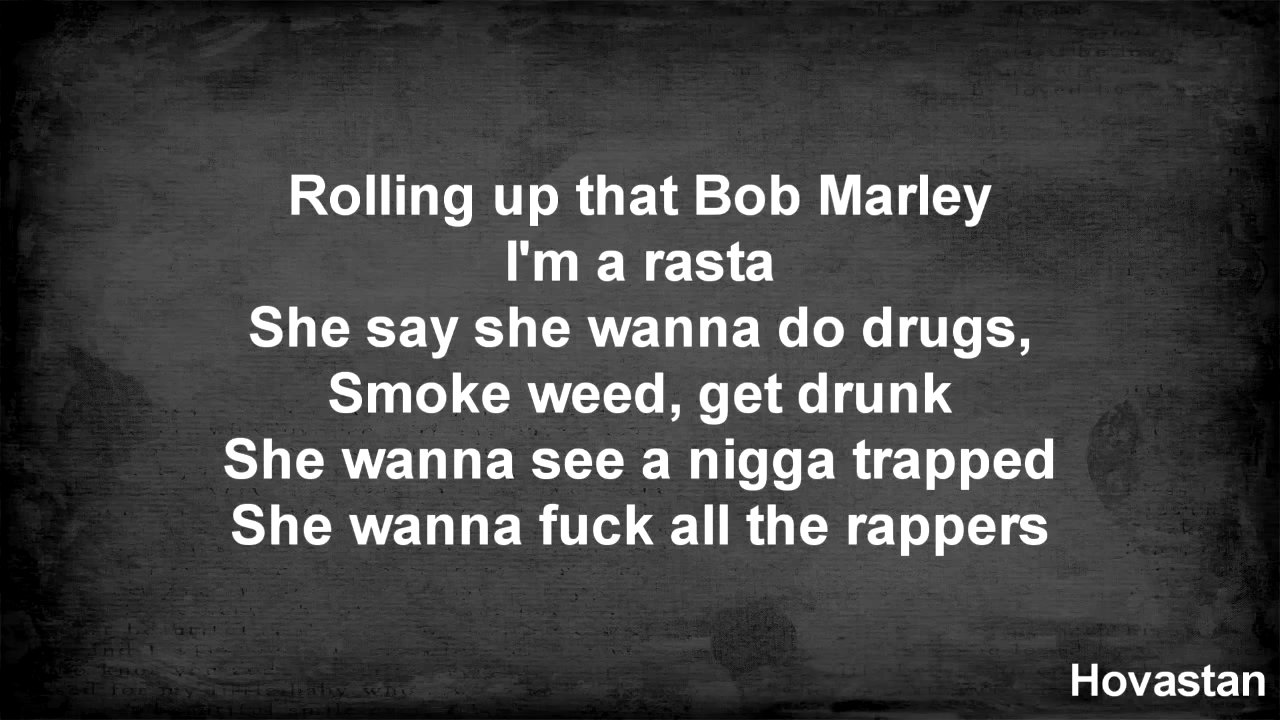 Rolling up that Bob Marley
I'm a rasta
She say she wanna do drugs,
Smoke weed, get drunk
She wanna see a nigga trapped
She wanna fuck all the rappers
Hovastan